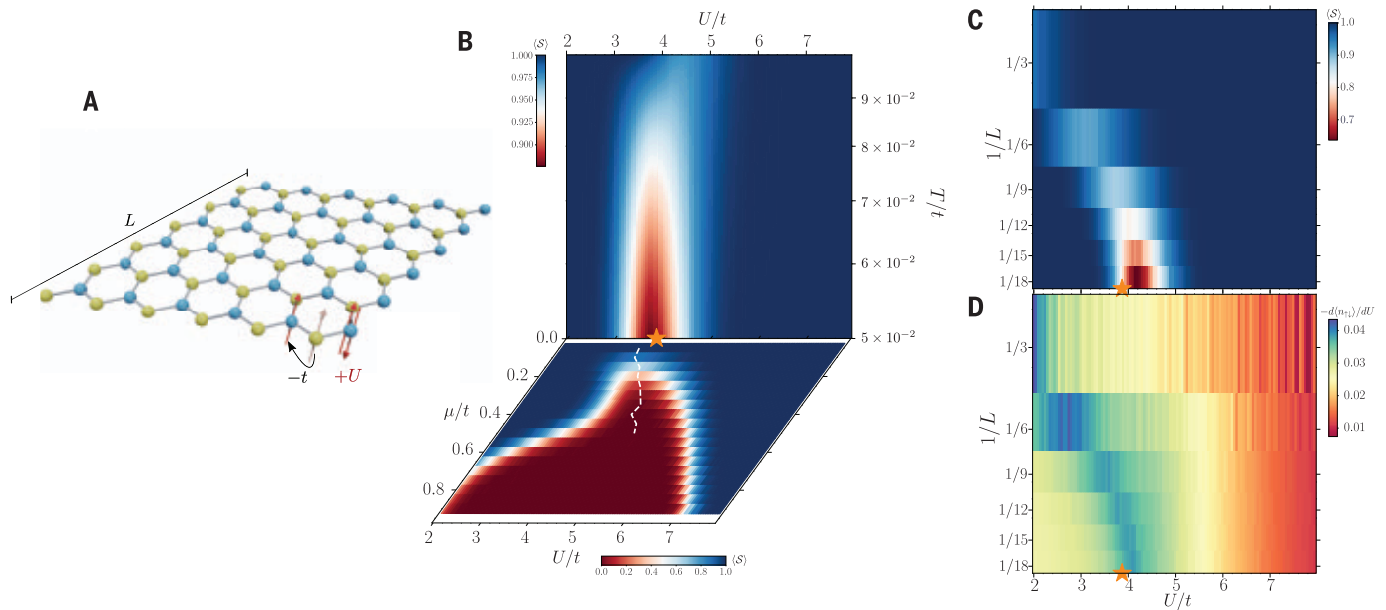 A
L
−t
+U
B
U/t
2 3 4 5 6 7
⟨S⟩
1.000
0.975
0.950
0.925
0.900
9 × 10⁻²
8 × 10⁻²
7 × 10⁻²
6 × 10⁻²
5 × 10⁻²
T/t
0.0
0.2
0.4
0.6
0.8
μ/t
2 3 4 5 6 7
U/t
0.0 0.2 0.4 0.6 0.8 1.0
⟨S⟩
C
⟨S⟩
1.0
0.9
0.8
0.7
1/3
1/6
1/9
1/12
1/15
1/18
1/L
D
−d⟨n↑↓⟩/dU
0.04
0.03
0.02
0.01
1/3
1/6
1/9
1/12
1/15
1/18
1/L
2 3 4 5 6 7
U/t